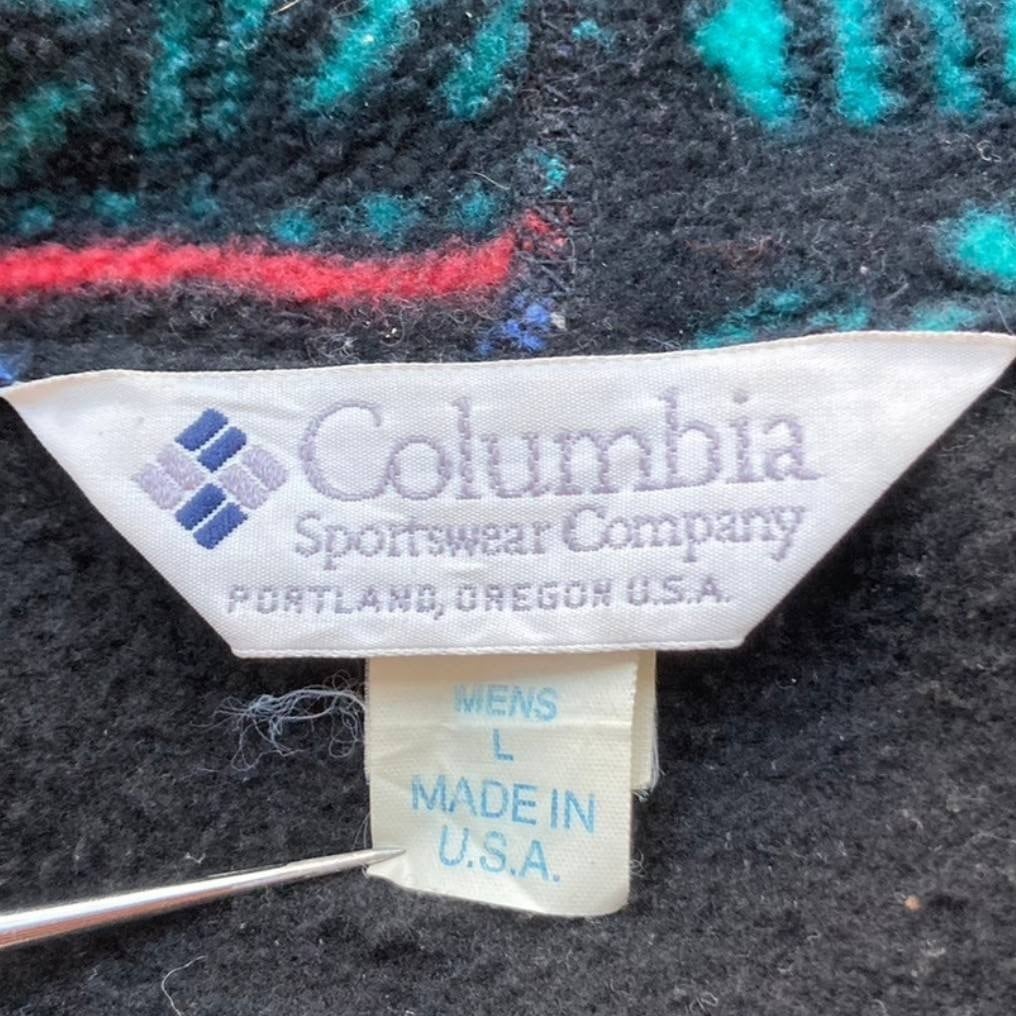 Columbia
Sportswear Company
PORTLAND, OREGON U.S.A.
MENS
L
MADE IN
U.S.A.